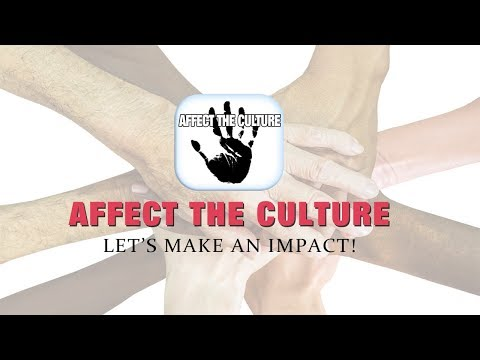 AFFECT THE CULTURE
AFFECT THE CULTURE
LET'S MAKE AN IMPACT!